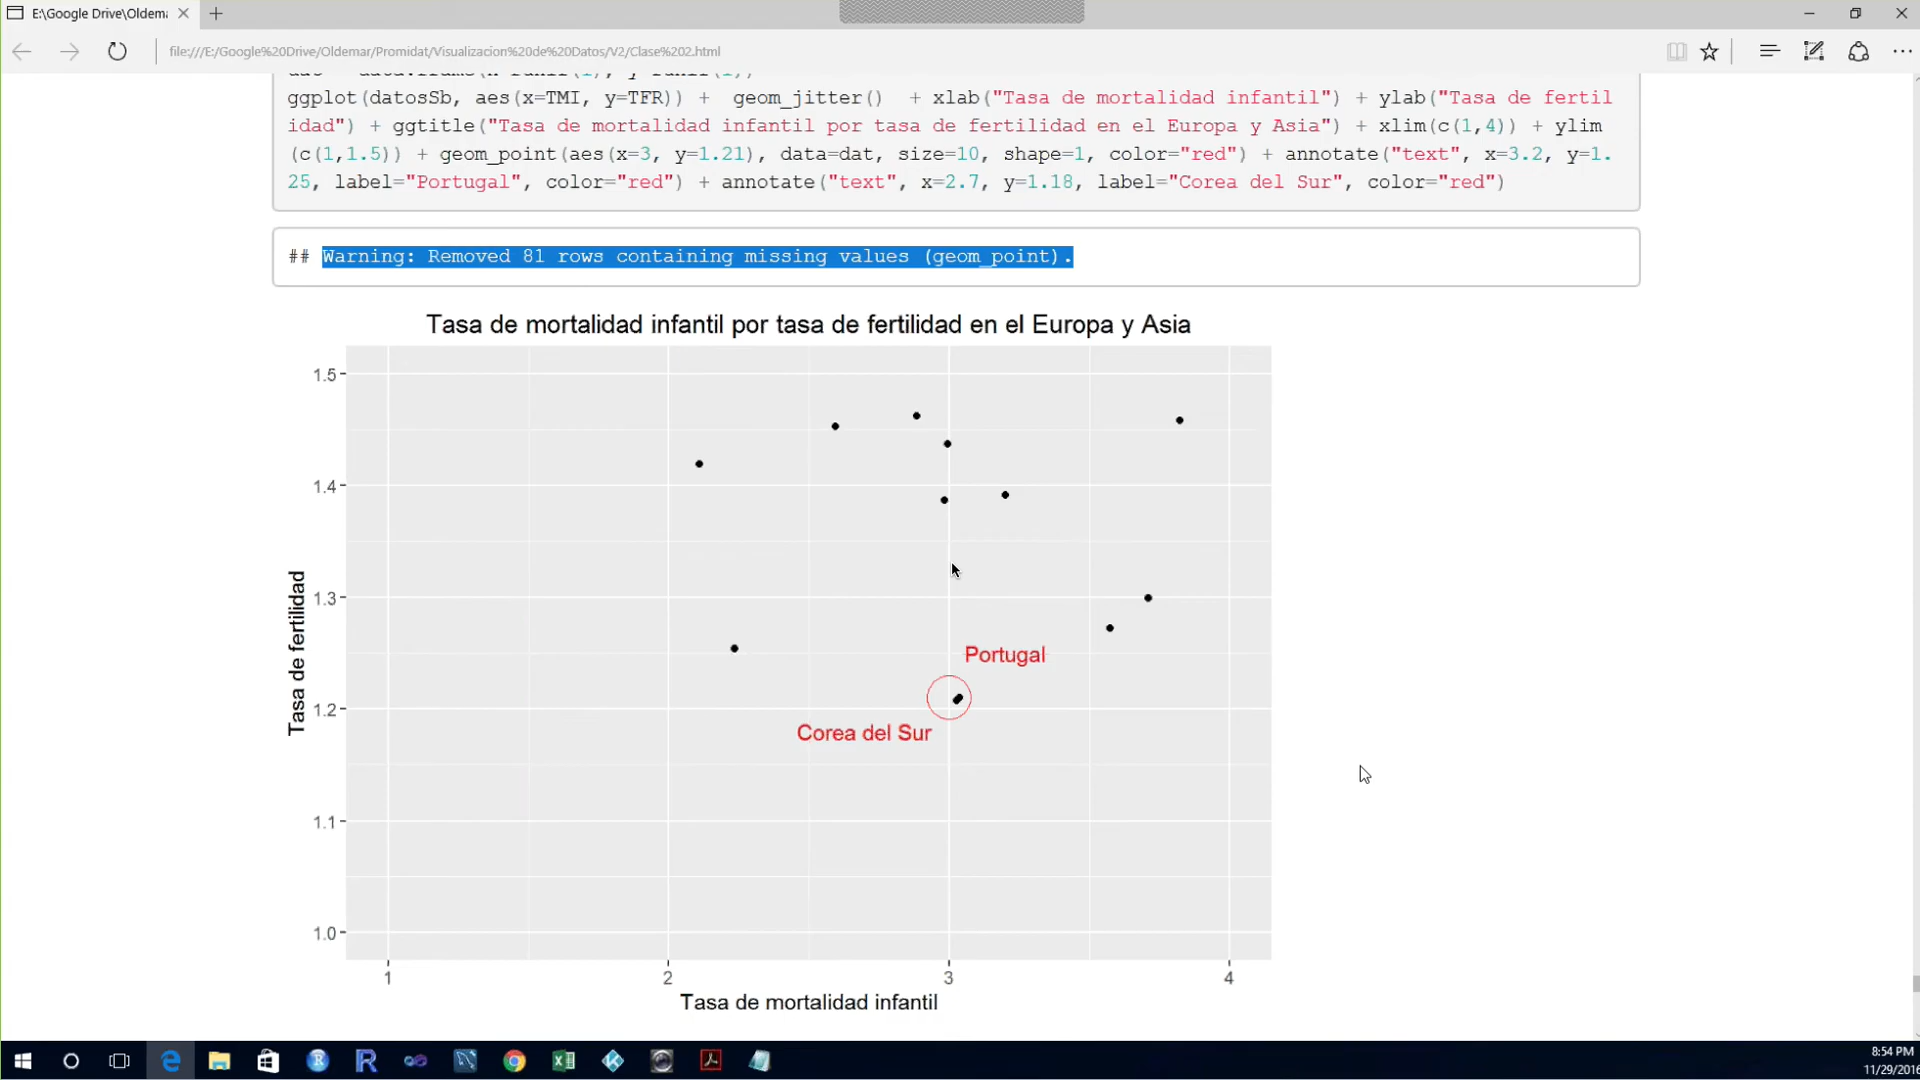 E:\Google Drive\Oldema
file:///E:/Google%20Drive/Oldemar/Promidat/Visualizacion%20de%20Datos/V2/Clase%202.html
ggplot(datosSb, aes(x=TMI, y=TFR)) +  geom_jitter()  + xlab("Tasa de mortalidad infantil") + ylab("Tasa de fertil
idad") + ggtitle("Tasa de mortalidad infantil por tasa de fertilidad en el Europa y Asia") + xlim(c(1,4)) + ylim
(c(1,1.5)) + geom_point(aes(x=3, y=1.21), data=dat, size=10, shape=1, color="red") + annotate("text", x=3.2, y=1.
25, label="Portugal", color="red") + annotate("text", x=2.7, y=1.18, label="Corea del Sur", color="red")
## Warning: Removed 81 rows containing missing values (geom_point).
Tasa de mortalidad infantil por tasa de fertilidad en el Europa y Asia
1.5
1.4
1.3
Portugal
1.2
Corea del Sur
1.1
1.0
Tasa de fertilidad
1 2 3 4
Tasa de mortalidad infantil
8:54 PM
11/29/2016